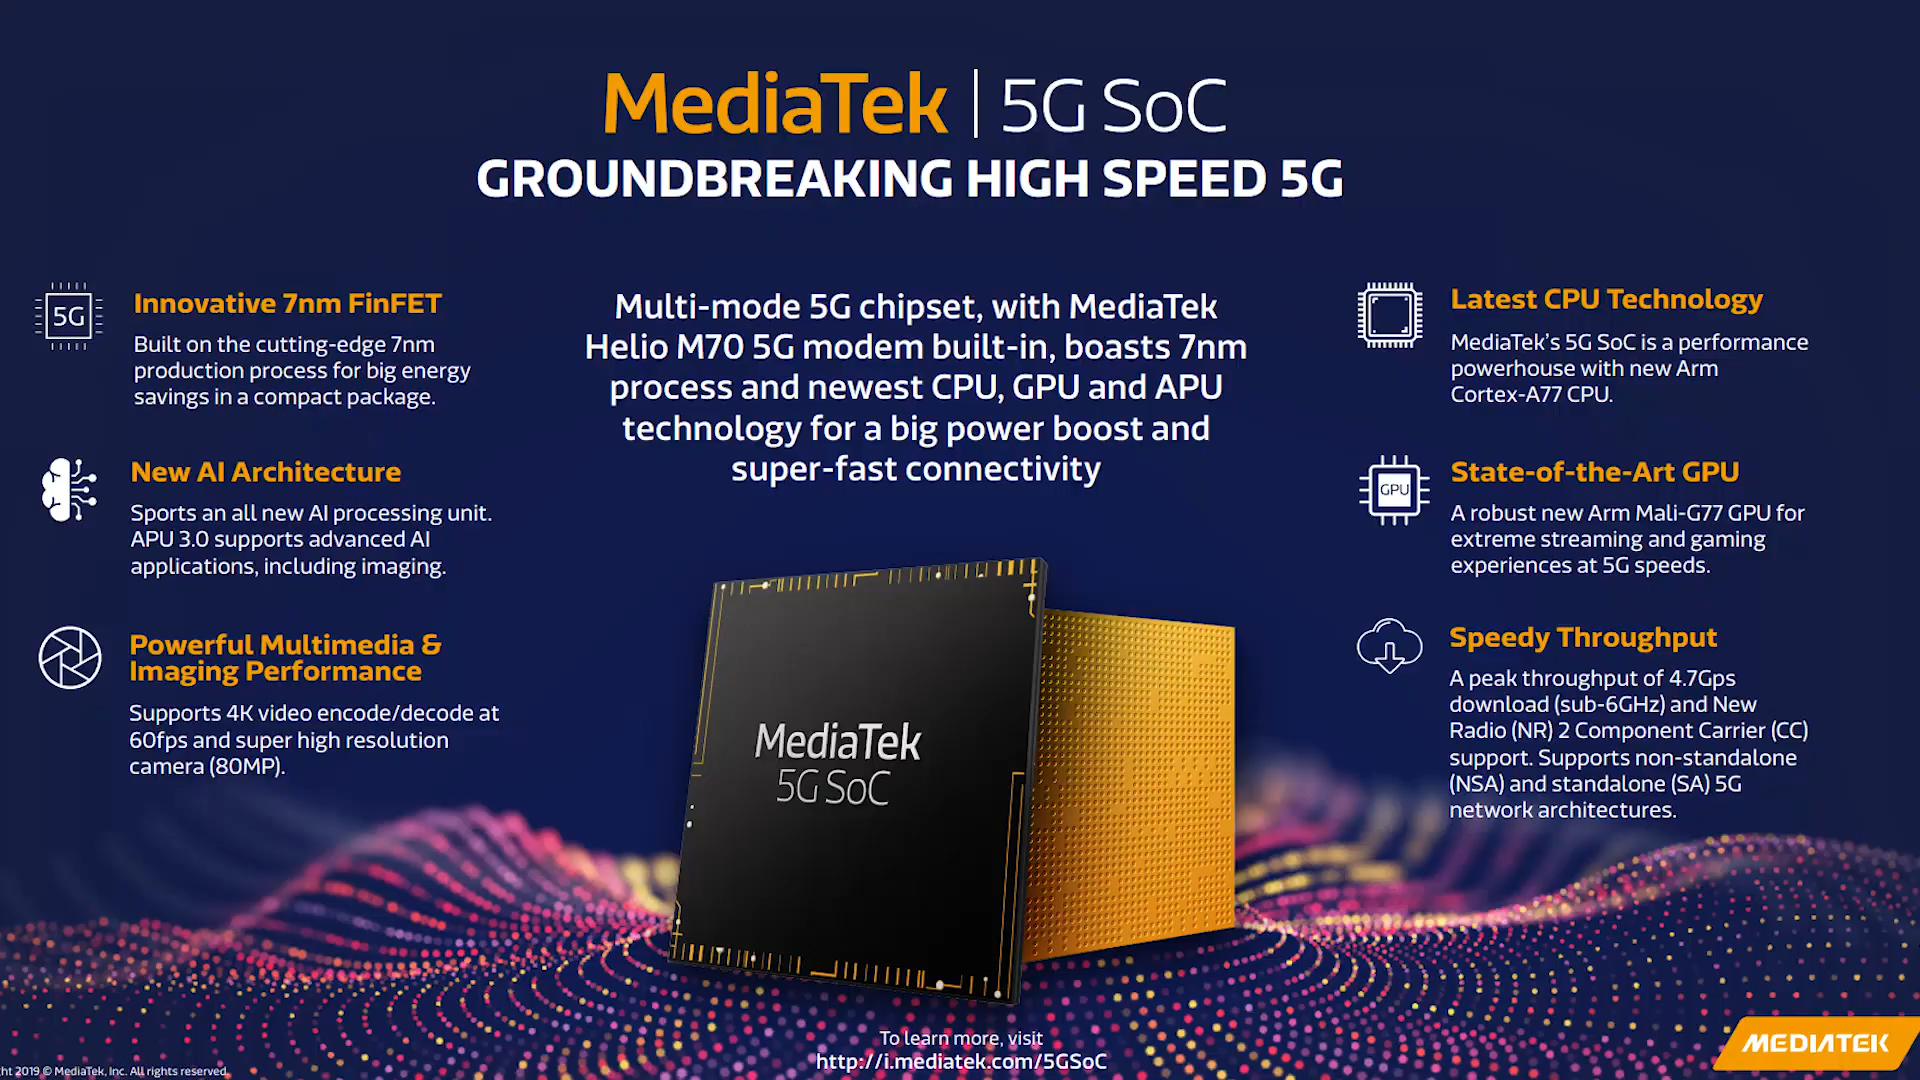 MediaTek | 5G SoC
GROUNDBREAKING HIGH SPEED 5G
5G
Innovative 7nm FinFET
Built on the cutting-edge 7nm
production process for big energy
savings in a compact package.
New AI Architecture
Sports an all new AI processing unit.
APU 3.0 supports advanced AI
applications, including imaging.
Powerful Multimedia &
Imaging Performance
Supports 4K video encode/decode at
60fps and super high resolution
camera (80MP).
Multi-mode 5G chipset, with MediaTek
Helio M70 5G modem built-in, boasts 7nm
process and newest CPU, GPU and APU
technology for a big power boost and
super-fast connectivity
MediaTek
5G SoC
Latest CPU Technology
MediaTek's 5G SoC is a performance
powerhouse with new Arm
Cortex-A77 CPU.
GPU
State-of-the-Art GPU
A robust new Arm Mali-G77 GPU for
extreme streaming and gaming
experiences at 5G speeds.
Speedy Throughput
A peak throughput of 4.7Gps
download (sub-6GHz) and New
Radio (NR) 2 Component Carrier (CC)
support. Supports non-standalone
(NSA) and standalone (SA) 5G
network architectures.
To learn more, visit
http://i.mediatek.com/5GSoC
MEDIATEK
ht 2019 © MediaTek, Inc. All rights reserved.